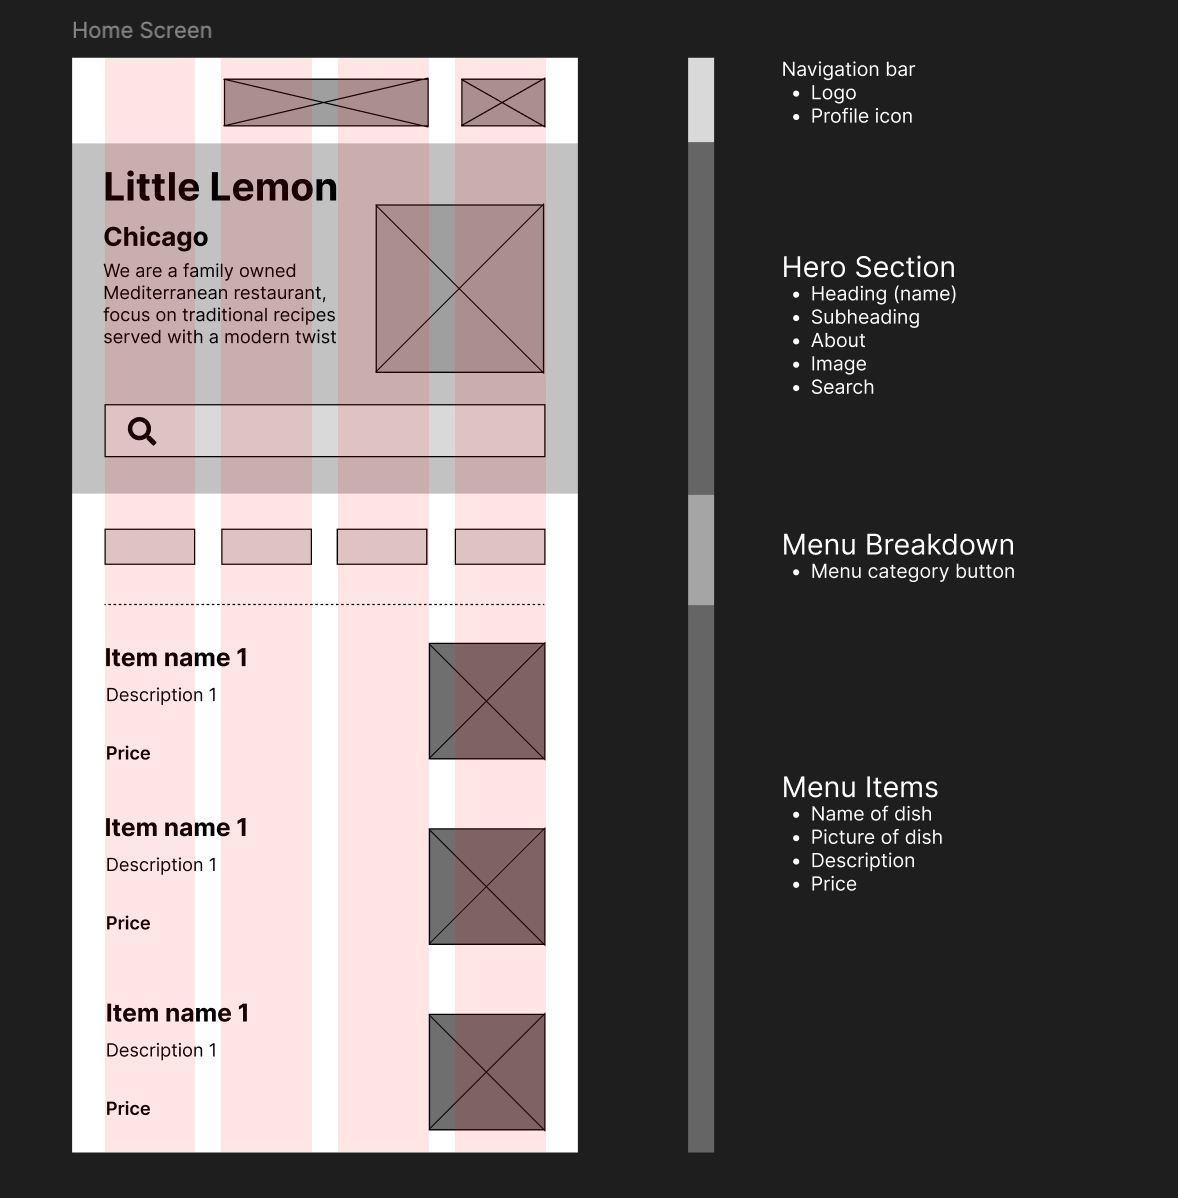 Home Screen
Little Lemon
Chicago
We are a family owned
Mediterranean restaurant,
focus on traditional recipes
served with a modern twist
Item name 1
Description 1
Price
Item name 1
Description 1
Price
Item name 1
Description 1
Price
Navigation bar
• Logo
• Profile icon
Hero Section
• Heading (name)
• Subheading
• About
• Image
• Search
Menu Breakdown
• Menu category button
Menu Items
• Name of dish
• Picture of dish
• Description
• Price